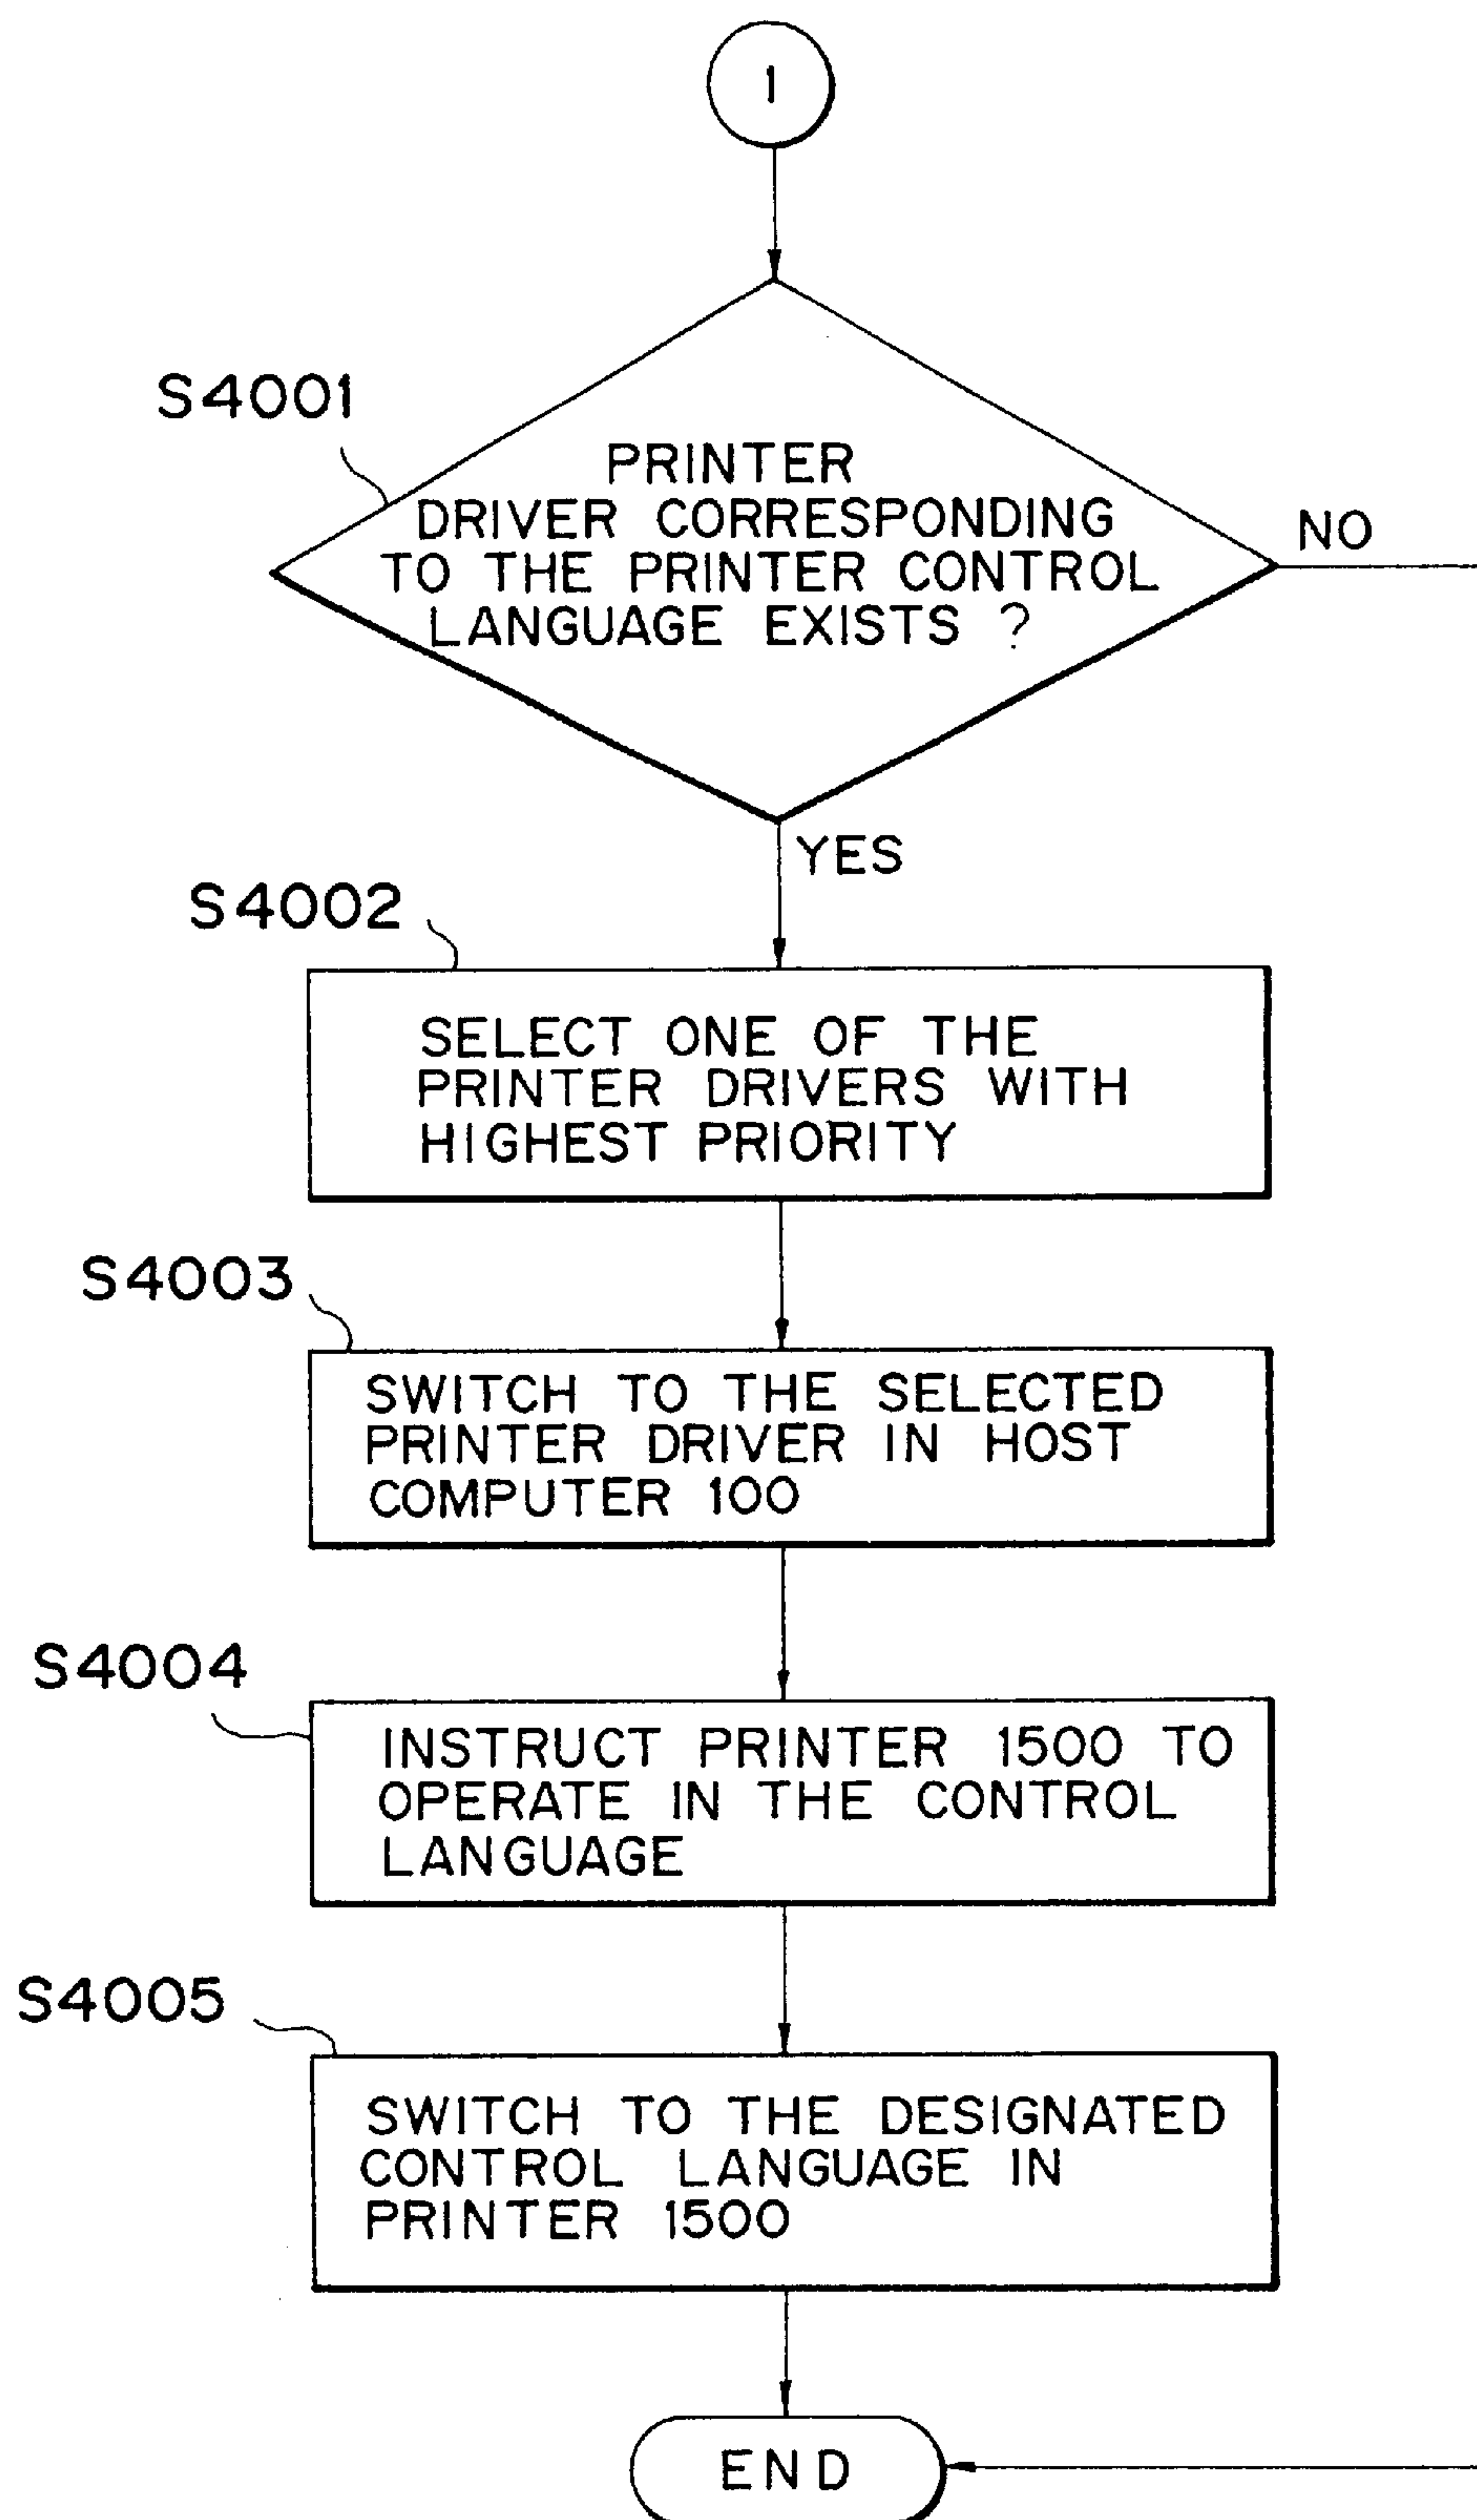 1
S4001
PRINTER
DRIVER CORRESPONDING
TO THE PRINTER CONTROL
LANGUAGE EXISTS ?
NO
YES
S4002
SELECT ONE OF THE
PRINTER DRIVERS WITH
HIGHEST PRIORITY
S4003
SWITCH TO THE SELECTED
PRINTER DRIVER IN HOST
COMPUTER 100
S4004
INSTRUCT PRINTER 1500 TO
OPERATE IN THE CONTROL
LANGUAGE
S4005
SWITCH TO THE DESIGNATED
CONTROL LANGUAGE IN
PRINTER 1500
END